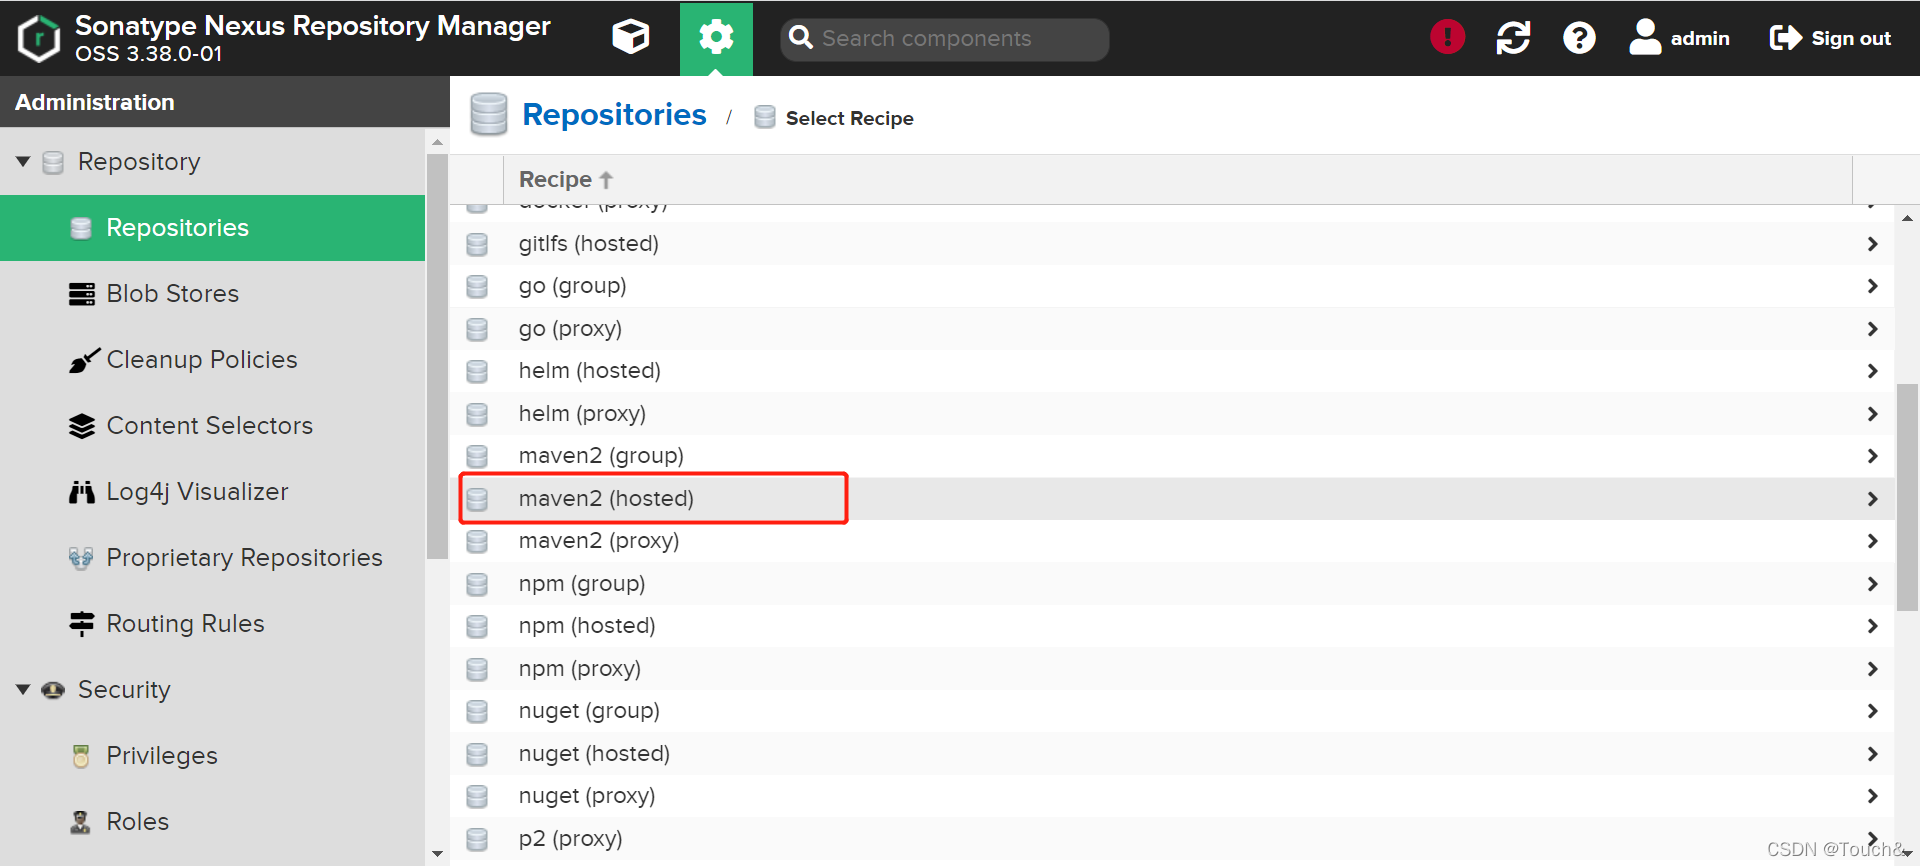 Sonatype Nexus Repository Manager
OSS 3.38.0-01
Search components
admin
Sign out
Administration
Repository
Repositories
Blob Stores
Cleanup Policies
Content Selectors
Log4j Visualizer
Proprietary Repositories
Routing Rules
Security
Privileges
Roles
Repositories / Select Recipe
Recipe
docker (proxy)
gitlfs (hosted)
go (group)
go (proxy)
helm (hosted)
helm (proxy)
maven2 (group)
maven2 (hosted)
maven2 (proxy)
npm (group)
npm (hosted)
npm (proxy)
nuget (group)
nuget (hosted)
nuget (proxy)
p2 (proxy)
CSDN @Touch&